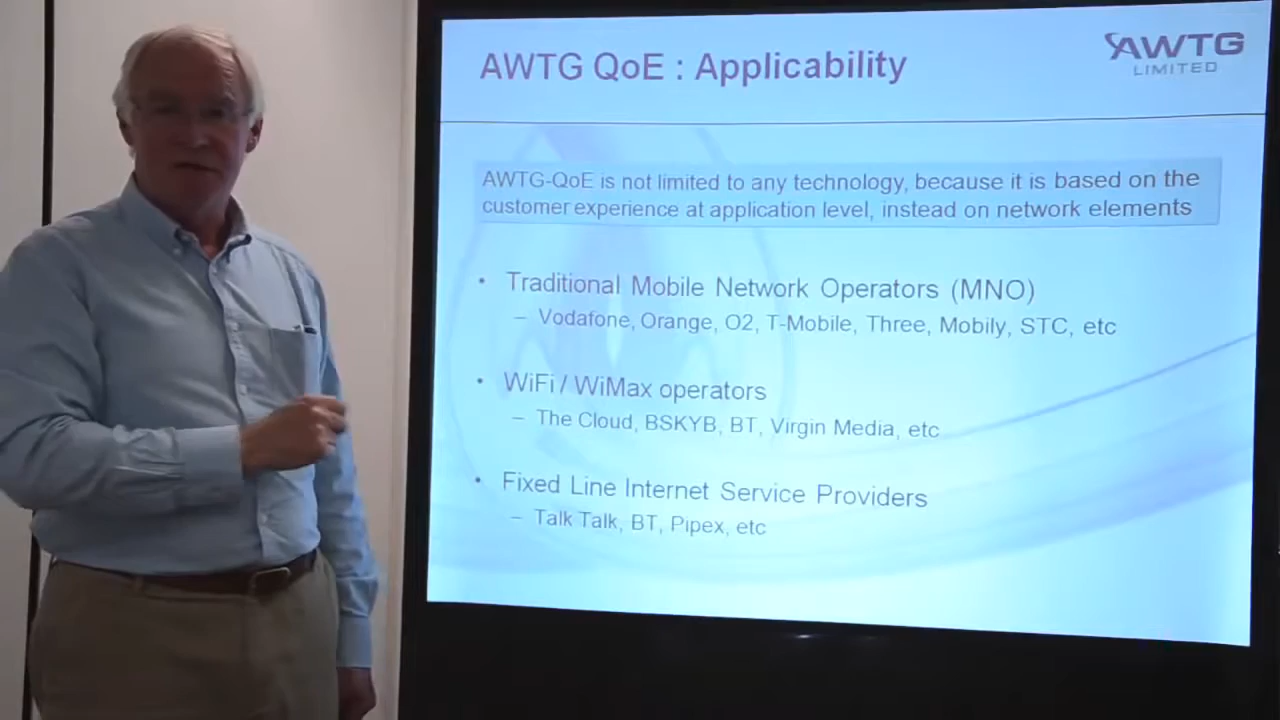 AWTG QoE : Applicability
AWTG
LIMITED
AWTG-QoE is not limited to any technology, because it is based on the
customer experience at application level, instead on network elements
• Traditional Mobile Network Operators (MNO)
– Vodafone, Orange, O2, T-Mobile, Three, Mobily, STC, etc
• WiFi / WiMax operators
– The Cloud, BSKYB, BT, Virgin Media, etc
• Fixed Line Internet Service Providers
– Talk Talk, BT, Pipex, etc